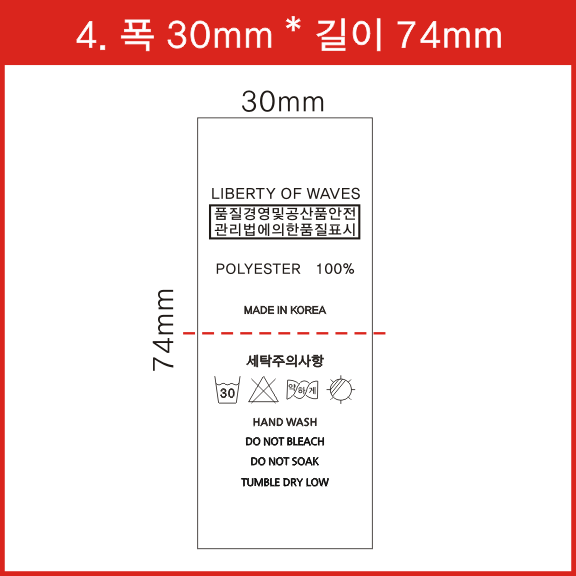 4. 폭 30mm * 길이 74mm
30mm
LIBERTY OF WAVES
품질경영및공산품안전
관리법에의한품질표시
POLYESTER 100%
MADE IN KOREA
74mm
세탁주의사항
30 약하게
HAND WASH
DO NOT BLEACH
DO NOT SOAK
TUMBLE DRY LOW